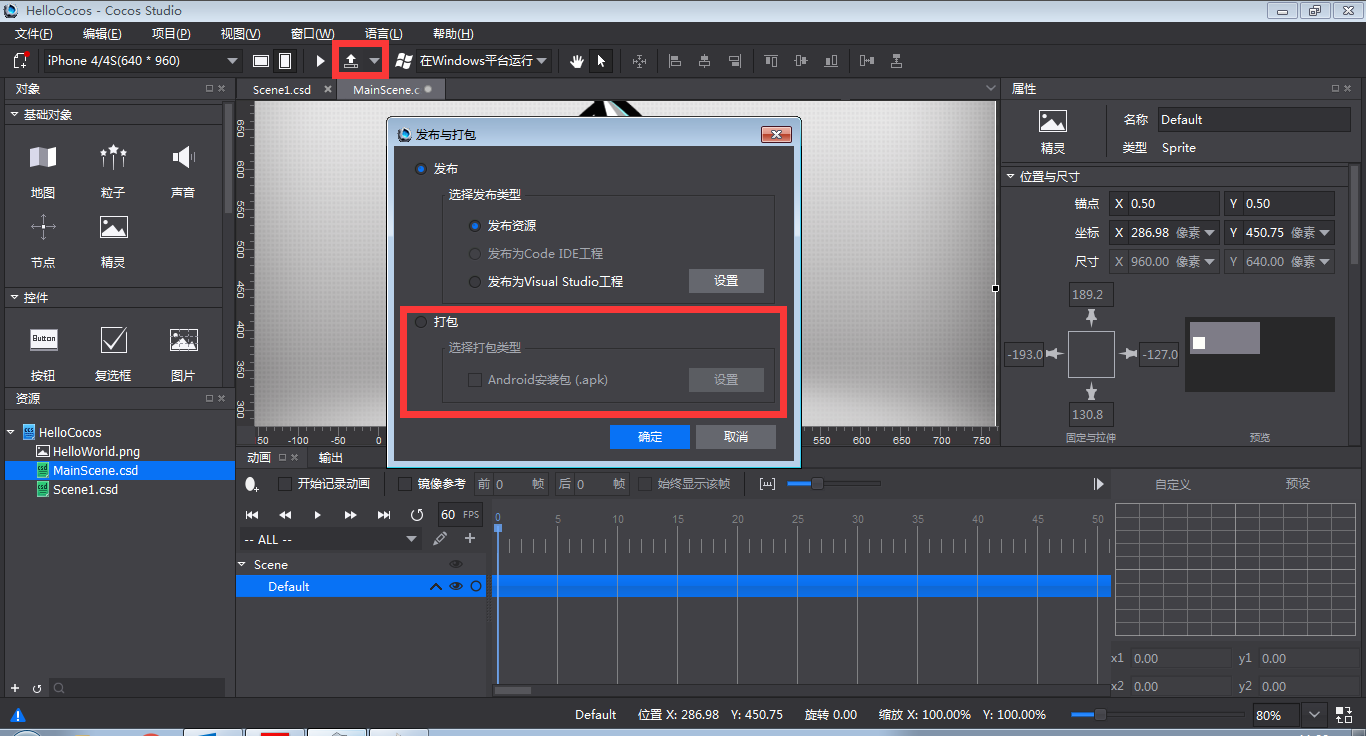 HelloCocos - Cocos Studio
文件(F) 编辑(E) 项目(P) 视图(V) 窗口(W) 语言(L) 帮助(H)
iPhone 4/4S(640 * 960) 在Windows平台运行
对象
基础对象
地图 粒子 声音
节点 精灵
控件
Button
按钮 复选框 图片
资源
HelloCocos
HelloWorld.png
MainScene.csd
Scene1.csd
Scene1.csd MainScene.c
650
600
550
500
450
400
350
300
50 -100 -50 0 550 600 650 700 750
发布与打包
发布
选择发布类型
发布资源
发布为Code IDE工程
发布为Visual Studio工程 设置
打包
选择打包类型
Android安装包 (.apk) 设置
确定 取消
属性
精灵
名称 Default
类型 Sprite
位置与尺寸
锚点 X 0.50 Y 0.50
坐标 X 286.98 像素 Y 450.75 像素
尺寸 X 960.00 像素 Y 640.00 像素
189.2
-193.0 -127.0
130.8
固定与拉伸 预览
动画 输出
开始记录动画 镜像参考 前 0 帧 后 0 帧 始终显示该帧
60 FPS
-- ALL --
0 5 10 15 20 25 30 35 40 45 50
Scene
Default
自定义 预设
x1 0.00 y1 0.00
x2 0.00 y2 0.00
Default 位置 X: 286.98 Y: 450.75 旋转 0.00 缩放 X: 100.00% Y: 100.00% 80%